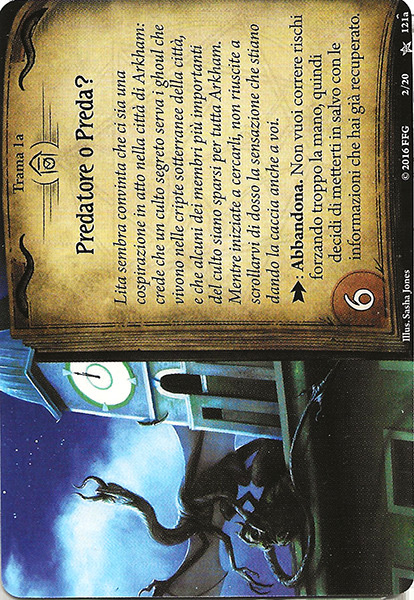 Trama 1a
Predatore o Preda?
Lita sembra convinta che ci sia una
cospirazione in atto nella città di Arkham:
crede che un culto segreto serva i ghoul che
vivono nelle cripte sotterranee della città,
e che alcuni dei membri più importanti
del culto siano sparsi per tutta Arkham.
Mentre iniziate a cercarli, non riuscite a
scrollarvi di dosso la sensazione che stiano
dando la caccia anche a voi.
: Abbandona. Non vuoi correre rischi
forzando troppo la mano, quindi
decidi di metterti in salvo con le
informazioni che hai già recuperato.
6
Illus. Sasha Jones © 2016 FFG 2/20 121a